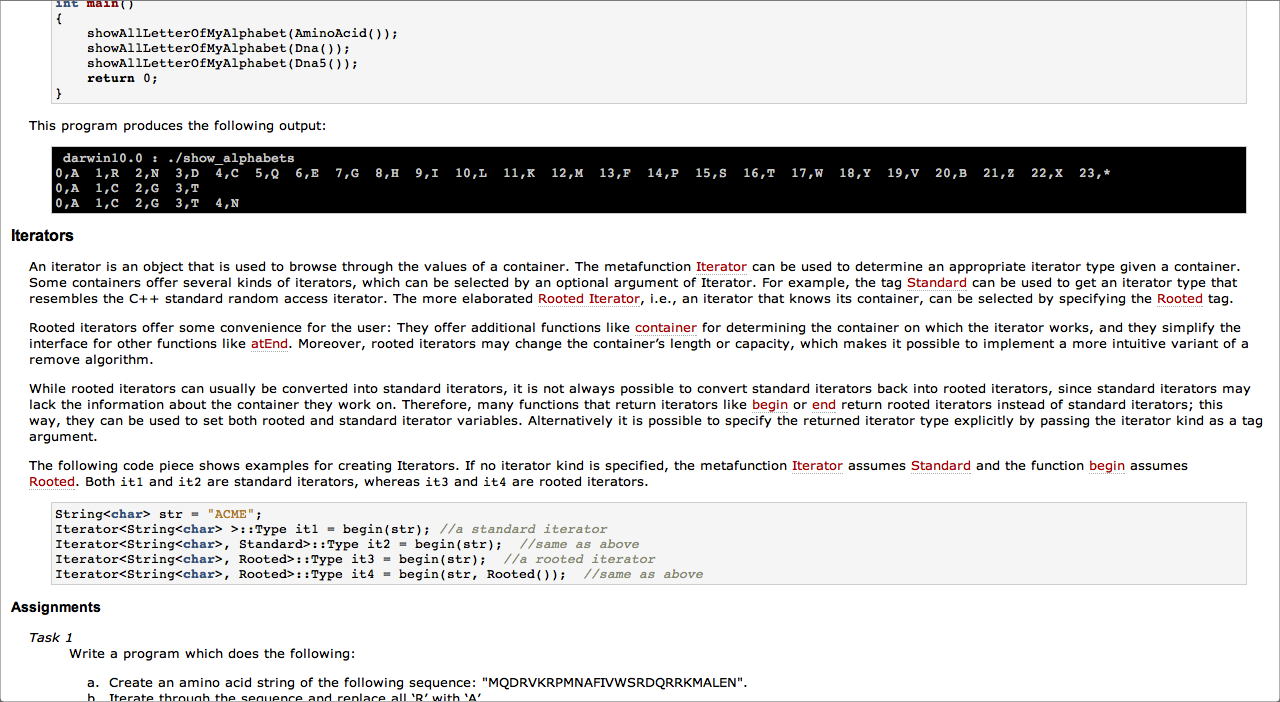 int main()
{
    showAllLetterOfMyAlphabet(AminoAcid());
    showAllLetterOfMyAlphabet(Dna());
    showAllLetterOfMyAlphabet(Dna5());
    return 0;
}
This program produces the following output:
darwin10.0 : ./show_alphabets
0,A  1,R  2,N  3,D  4,C  5,Q  6,E  7,G  8,H  9,I  10,L  11,K  12,M  13,F  14,P  15,S  16,T  17,W  18,Y  19,V  20,B  21,Z  22,X  23,*
0,A  1,C  2,G  3,T
0,A  1,C  2,G  3,T  4,N
Iterators
An iterator is an object that is used to browse through the values of a container. The metafunction Iterator can be used to determine an appropriate iterator type given a container.
Some containers offer several kinds of iterators, which can be selected by an optional argument of Iterator. For example, the tag Standard can be used to get an iterator type that
resembles the C++ standard random access iterator. The more elaborated Rooted Iterator, i.e., an iterator that knows its container, can be selected by specifying the Rooted tag.
Rooted iterators offer some convenience for the user: They offer additional functions like container for determining the container on which the iterator works, and they simplify the
interface for other functions like atEnd. Moreover, rooted iterators may change the container’s length or capacity, which makes it possible to implement a more intuitive variant of a
remove algorithm.
While rooted iterators can usually be converted into standard iterators, it is not always possible to convert standard iterators back into rooted iterators, since standard iterators may
lack the information about the container they work on. Therefore, many functions that return iterators like begin or end return rooted iterators instead of standard iterators; this
way, they can be used to set both rooted and standard iterator variables. Alternatively it is possible to specify the returned iterator type explicitly by passing the iterator kind as a tag
argument.
The following code piece shows examples for creating Iterators. If no iterator kind is specified, the metafunction Iterator assumes Standard and the function begin assumes
Rooted. Both it1 and it2 are standard iterators, whereas it3 and it4 are rooted iterators.
String<char> str = "ACME";
Iterator<String<char> >::Type it1 = begin(str); //a standard iterator
Iterator<String<char>, Standard>::Type it2 = begin(str);  //same as above
Iterator<String<char>, Rooted>::Type it3 = begin(str);  //a rooted iterator
Iterator<String<char>, Rooted>::Type it4 = begin(str, Rooted());  //same as above
Assignments
Task 1
Write a program which does the following:
a. Create an amino acid string of the following sequence: "MQDRVKRPMNAFIVWSRDQRRKMALEN".
b. Iterate through the sequence and replace all ‘R’ with ‘A’